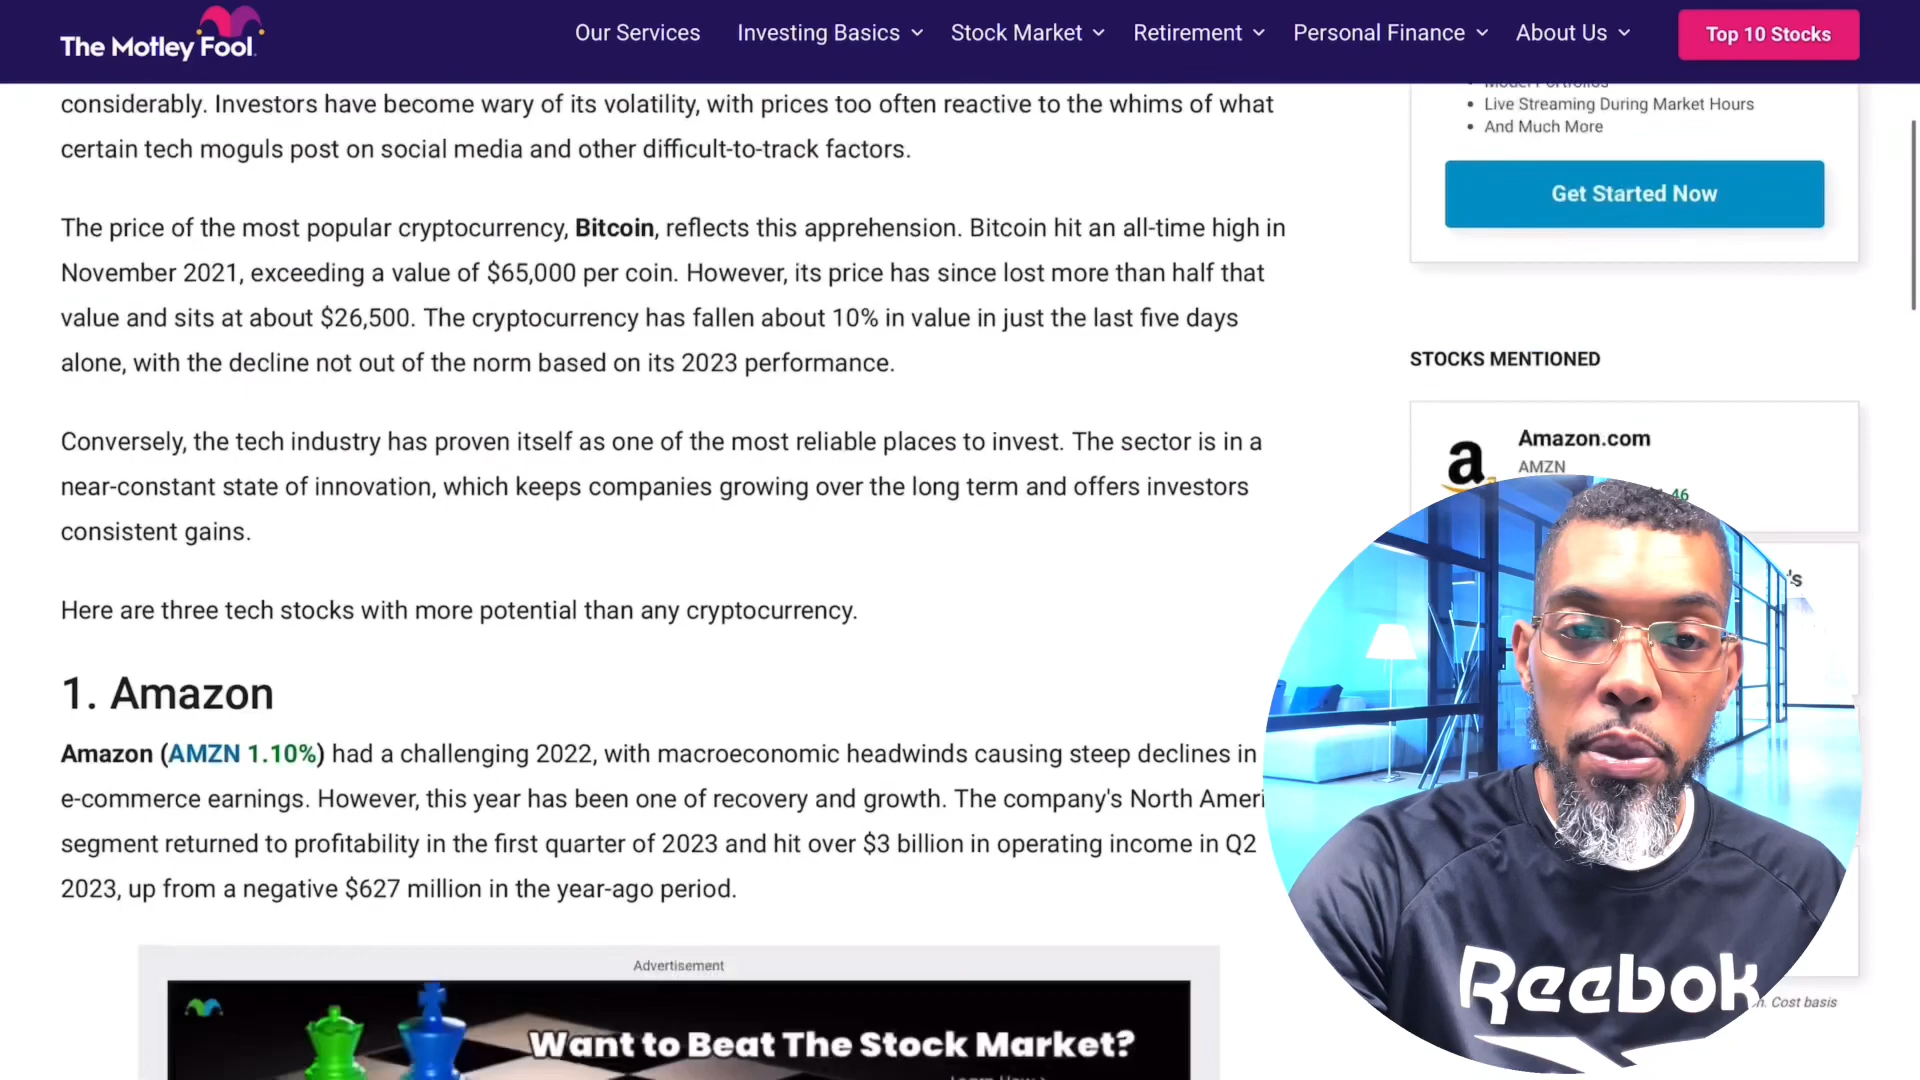 The Motley Fool.
Our Services
Investing Basics
Stock Market
Retirement
Personal Finance
About Us
Top 10 Stocks
considerably. Investors have become wary of its volatility, with prices too often reactive to the whims of what
certain tech moguls post on social media and other difficult-to-track factors.
The price of the most popular cryptocurrency, Bitcoin, reflects this apprehension. Bitcoin hit an all-time high in
November 2021, exceeding a value of $65,000 per coin. However, its price has since lost more than half that
value and sits at about $26,500. The cryptocurrency has fallen about 10% in value in just the last five days
alone, with the decline not out of the norm based on its 2023 performance.
Conversely, the tech industry has proven itself as one of the most reliable places to invest. The sector is in a
near-constant state of innovation, which keeps companies growing over the long term and offers investors
consistent gains.
Here are three tech stocks with more potential than any cryptocurrency.
1. Amazon
Amazon (AMZN 1.10%) had a challenging 2022, with macroeconomic headwinds causing steep declines in
e-commerce earnings. However, this year has been one of recovery and growth. The company's North Ameri
segment returned to profitability in the first quarter of 2023 and hit over $3 billion in operating income in Q2
2023, up from a negative $627 million in the year-ago period.
Advertisement
Want to Beat The Stock Market?
Model Portfolios
Live Streaming During Market Hours
And Much More
Get Started Now
STOCKS MENTIONED
a
Amazon.com
AMZN
.46
's
Cost basis
Reebok